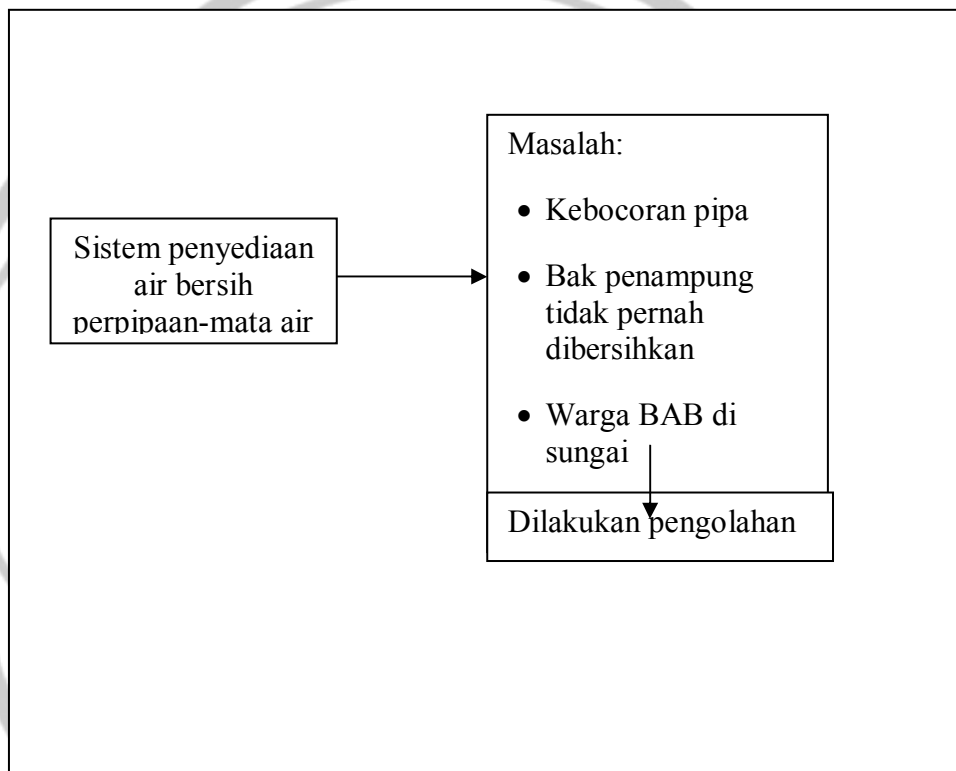 Sistem penyediaan
air bersih
perpipaan-mata air
Masalah:
• Kebocoran pipa
• Bak penampung
tidak pernah
dibersihkan
• Warga BAB di
sungai
Dilakukan pengolahan